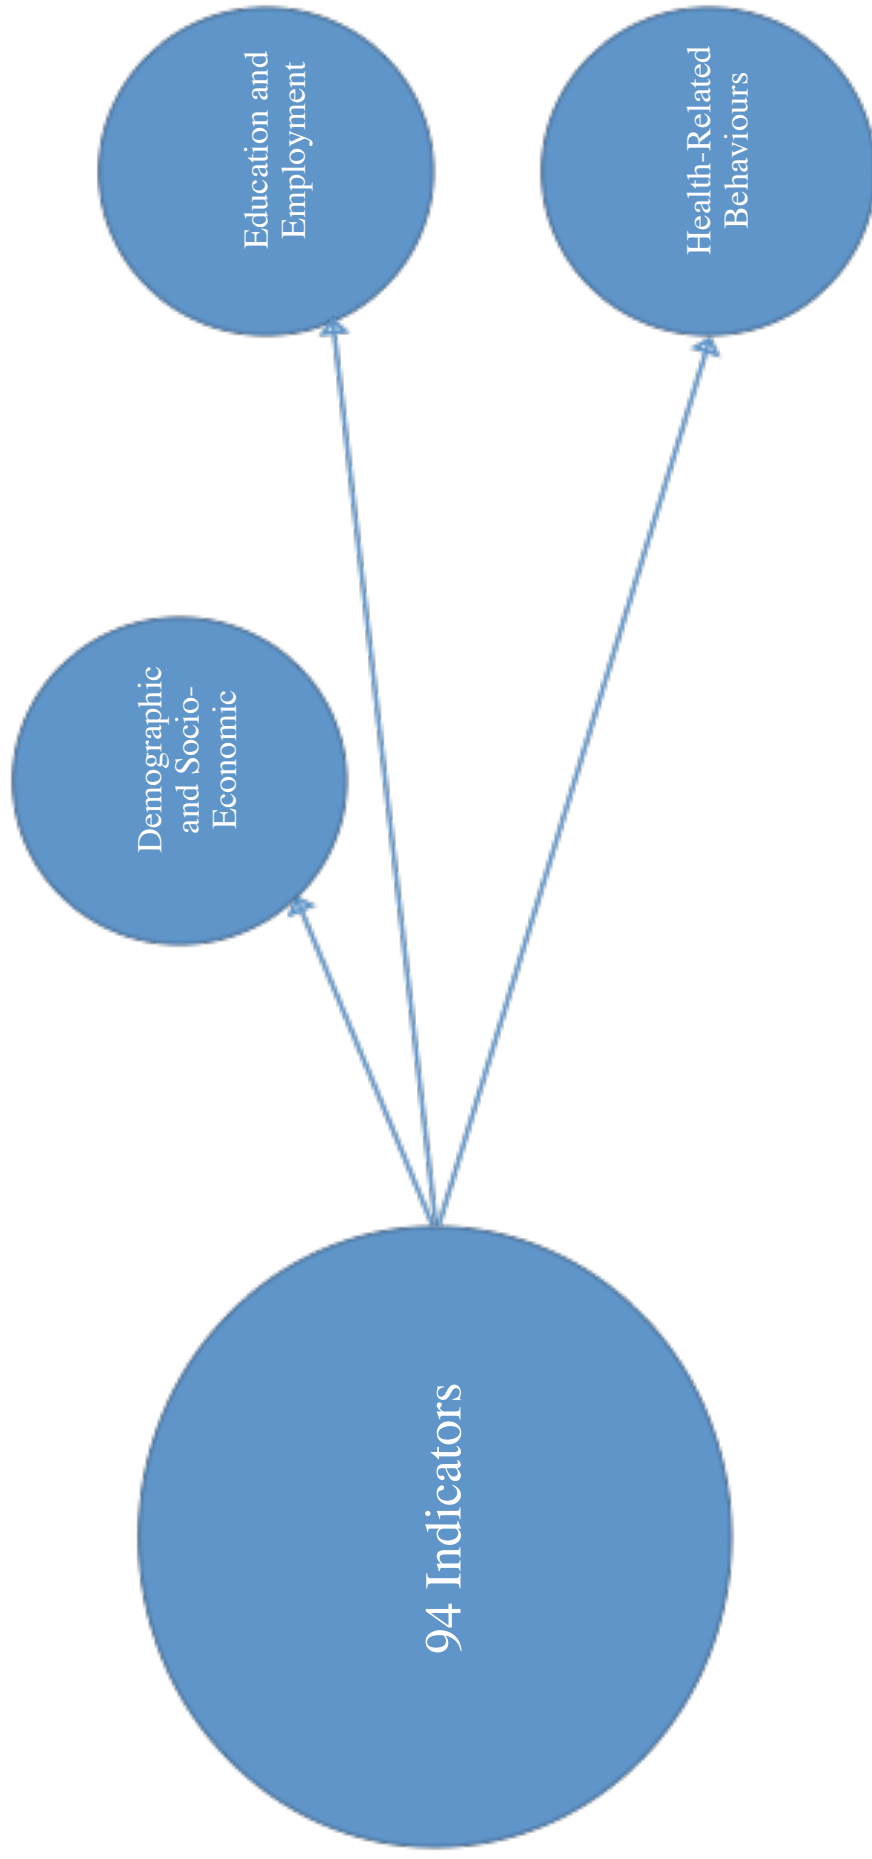 94 Indicators
Demographic
and Socio-
Economic
Education and
Employment
Health-Related
Behaviours